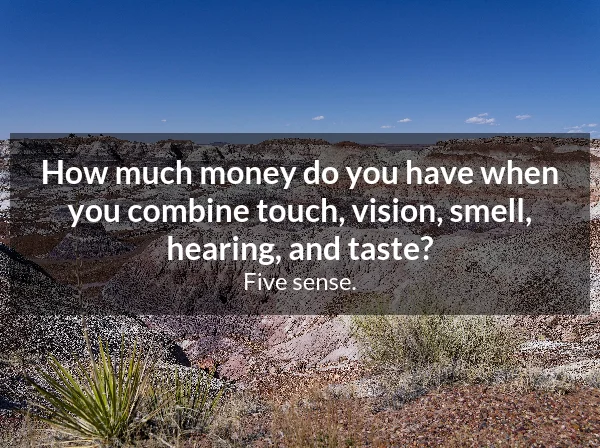 How much money do you have when
you combine touch, vision, smell,
hearing, and taste?
Five sense.